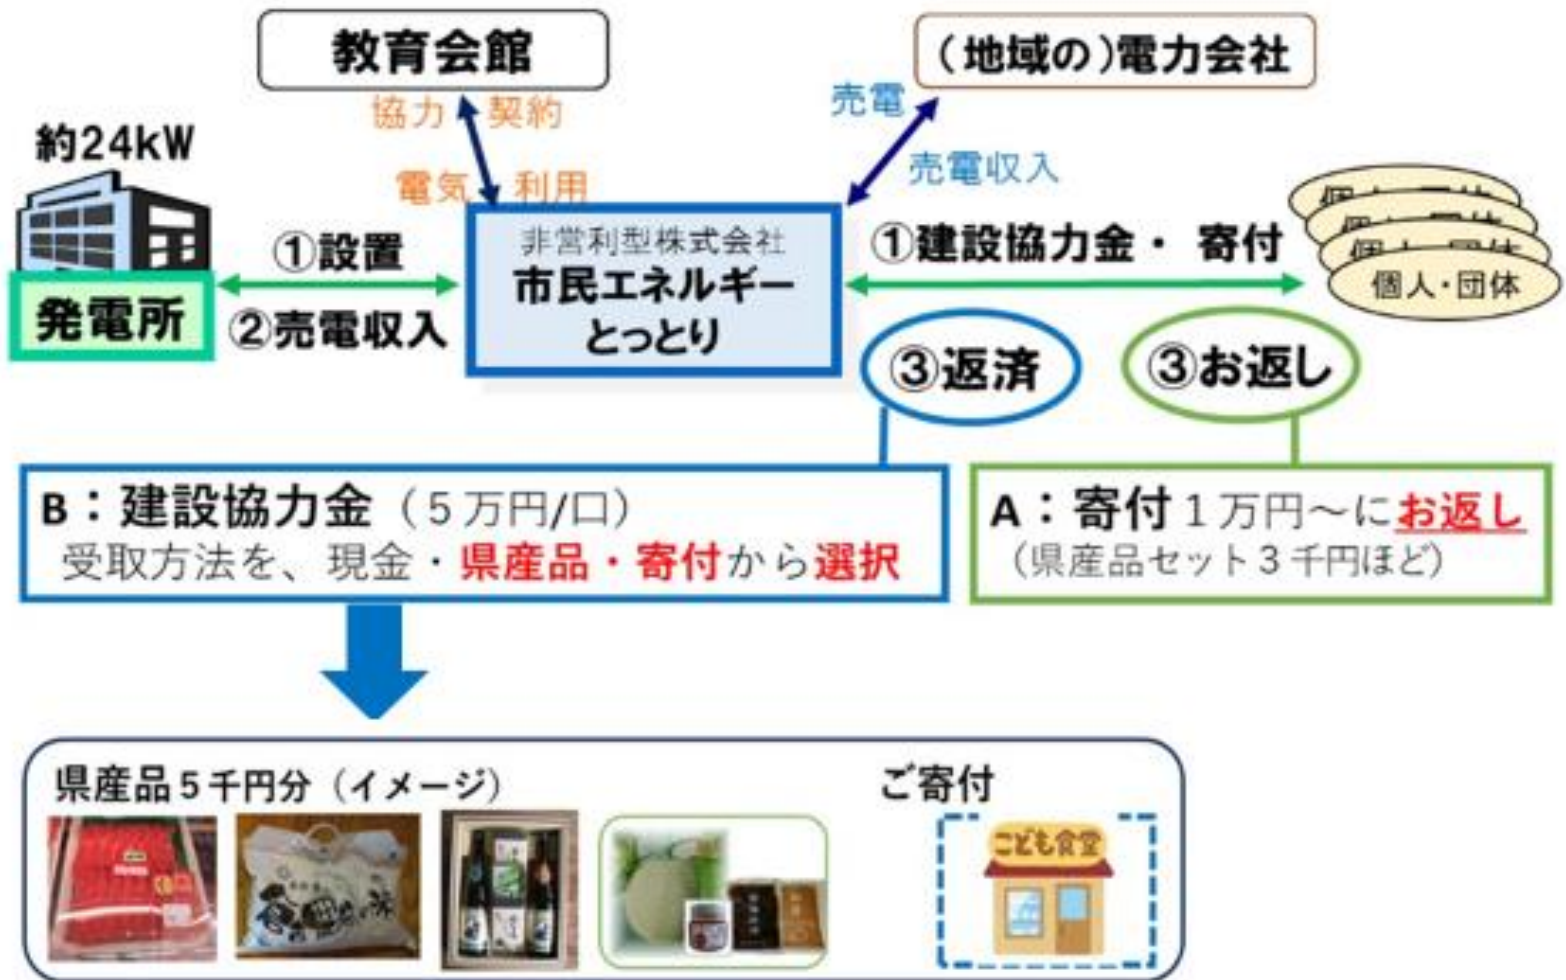 教育会館
(地域の)電力会社
協力 契約
売電
約24kW
電気 利用
売電収入
個人・団体
非営利型株式会社
市民エネルギー
とっとり
①設置
①建設協力金・ 寄付
発電所
②売電収入
③返済
③お返し
B：建設協力金（５万円/口）
受取方法を、現金・県産品・寄付から選択
A：寄付１万円～にお返し
（県産品セット３千円ほど）
県産品５千円分（イメージ）
ご寄付
こども食堂